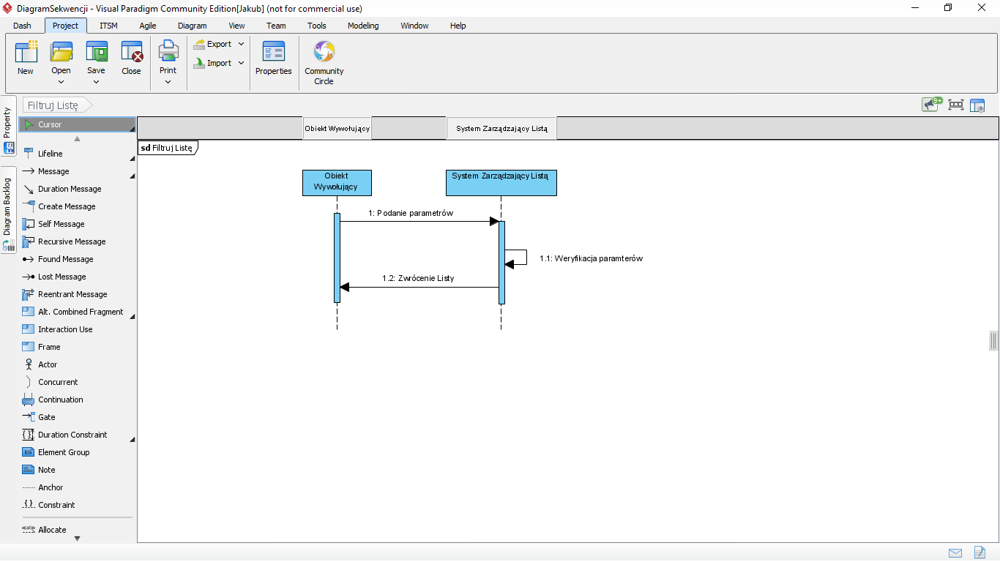 DiagramSekwencji - Visual Paradigm Community Edition[Jakub] (not for commercial use)
Dash Project ITSM Agile Diagram View Team Tools Modeling Window Help
New Open Save Close Print Export Import Properties Community Circle
Filtruj Listę
9+
Property
Diagram Backlog
Cursor
Lifeline
Message
Duration Message
Create Message
Self Message
Recursive Message
Found Message
Lost Message
Reentrant Message
Alt. Combined Fragment
Interaction Use
Frame
Actor
Concurrent
Continuation
Gate
Duration Constraint
EG Element Group
Note
Anchor
Constraint
Allocate
Obiekt Wywołujący System Zarządzający Listą
sd Filtruj Listę
Obiekt
Wywołujący
System Zarządzający Listą
1: Podanie parametrów
1.1: Weryfikacja paramterów
1.2: Zwrócenie Listy